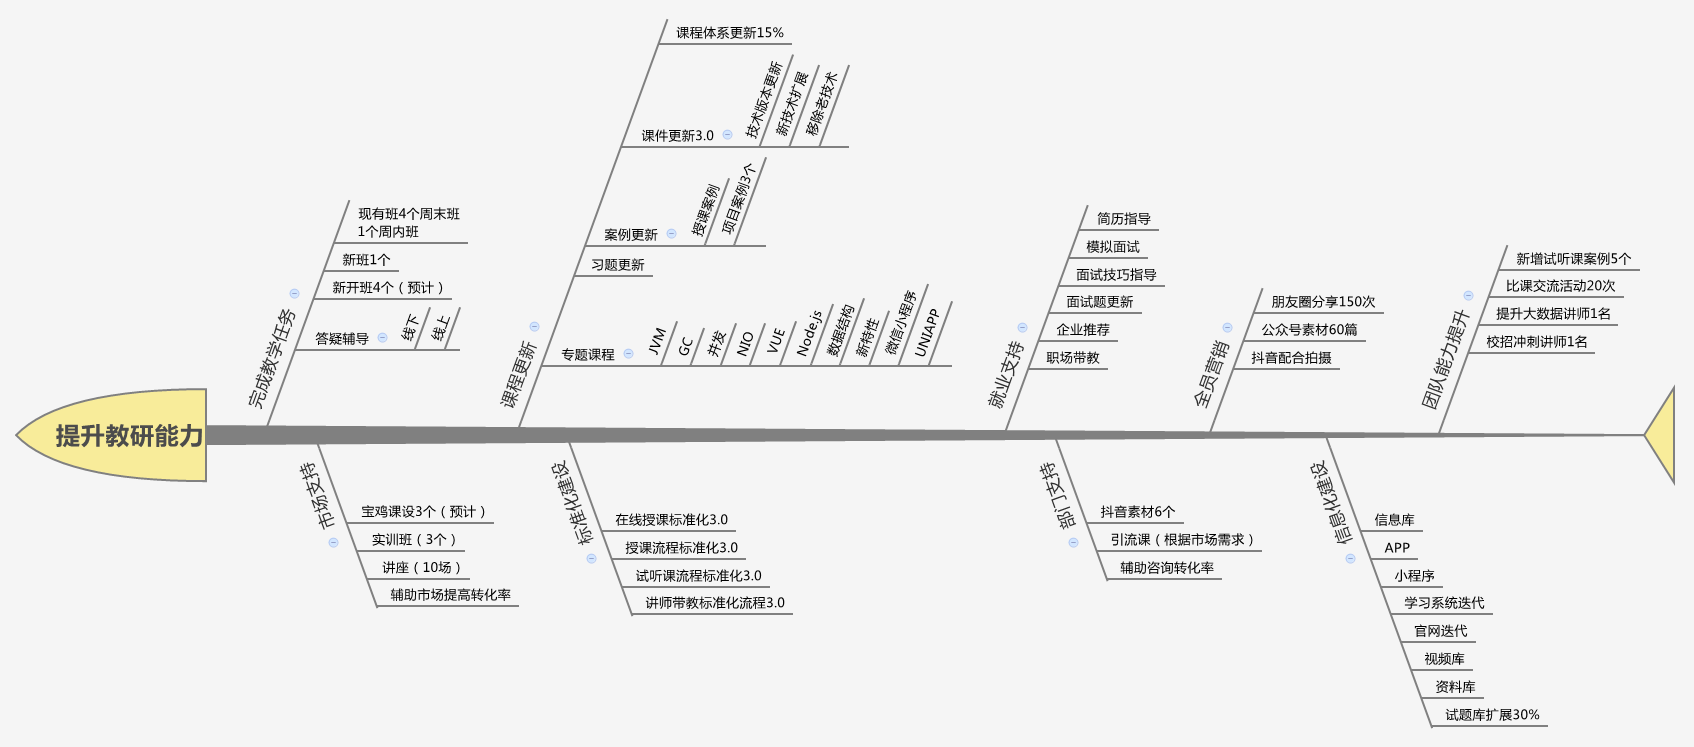 提升教研能力
完成教学任务
现有班4个周末班
1个周内班
新班1个
新开班4个（预计）
答疑辅导
线下
线上
课程更新
课程体系更新15%
课件更新3.0
技术版本更新
新技术扩展
移除老技术
案例更新
授课案例
项目案例3个
习题更新
专题课程
JVM
GC
并发
NIO
VUE
Node.js
数据结构
新特性
微信小程序
UNIAPP
就业支持
简历指导
模拟面试
面试技巧指导
面试题更新
企业推荐
职场带教
全员营销
朋友圈分享150次
公众号素材60篇
抖音配合拍摄
团队能力提升
新增试听课案例5个
比课交流活动20次
提升大数据讲师1名
校招冲刺讲师1名
市场支持
宝鸡课设3个（预计）
实训班（3个）
讲座（10场）
辅助市场提高转化率
标准化建设
在线授课标准化3.0
授课流程标准化3.0
试听课流程标准化3.0
讲师带教标准化流程3.0
部门支持
抖音素材6个
引流课（根据市场需求）
辅助咨询转化率
信息化建设
信息库
APP
小程序
学习系统迭代
官网迭代
视频库
资料库
试题库扩展30%